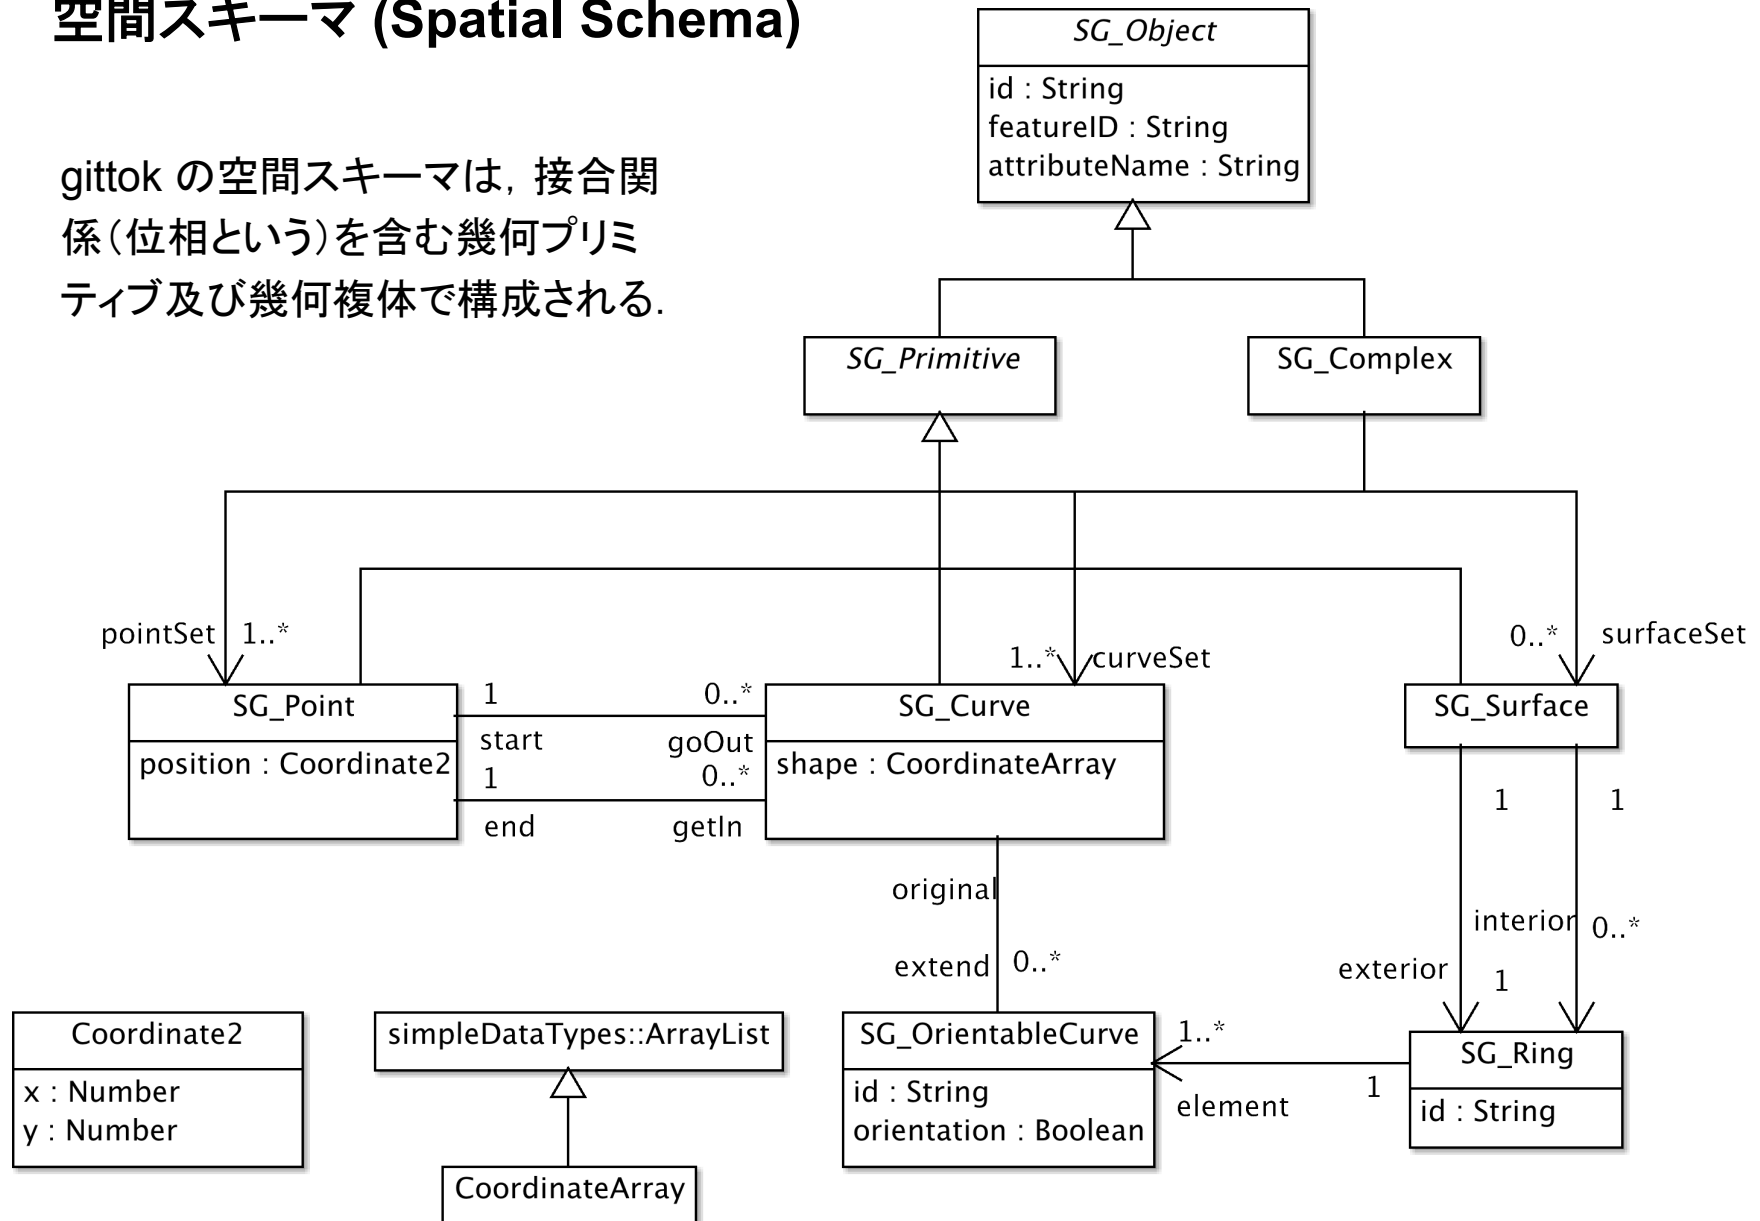 空間スキーマ (Spatial Schema)
gittok の空間スキーマは，接合関
係（位相という）を含む幾何プリミ
ティブ及び幾何複体で構成される．
SG_Object
id : String
featureID : String
attributeName : String
SG_Primitive
SG_Complex
pointSet
1..*
1..*
curveSet
0..*
surfaceSet
SG_Point
position : Coordinate2
1
0..*
start
goOut
1
0..*
end
getIn
SG_Curve
shape : CoordinateArray
SG_Surface
1
1
original
extend
0..*
interior
0..*
exterior
1
Coordinate2
x : Number
y : Number
simpleDataTypes::ArrayList
CoordinateArray
SG_OrientableCurve
id : String
orientation : Boolean
1..*
element
1
SG_Ring
id : String